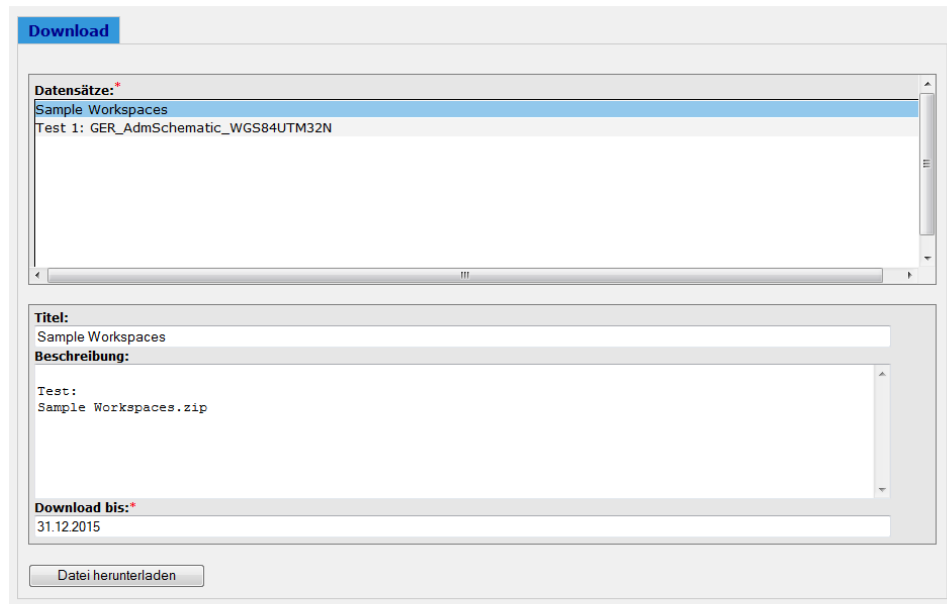 Download
Datensätze:*
Sample Workspaces
Test 1: GER_AdmSchematic_WGS84UTM32N
Titel:
Sample Workspaces
Beschreibung:
Test:
Sample Workspaces.zip
Download bis:*
31.12.2015
Datei herunterladen